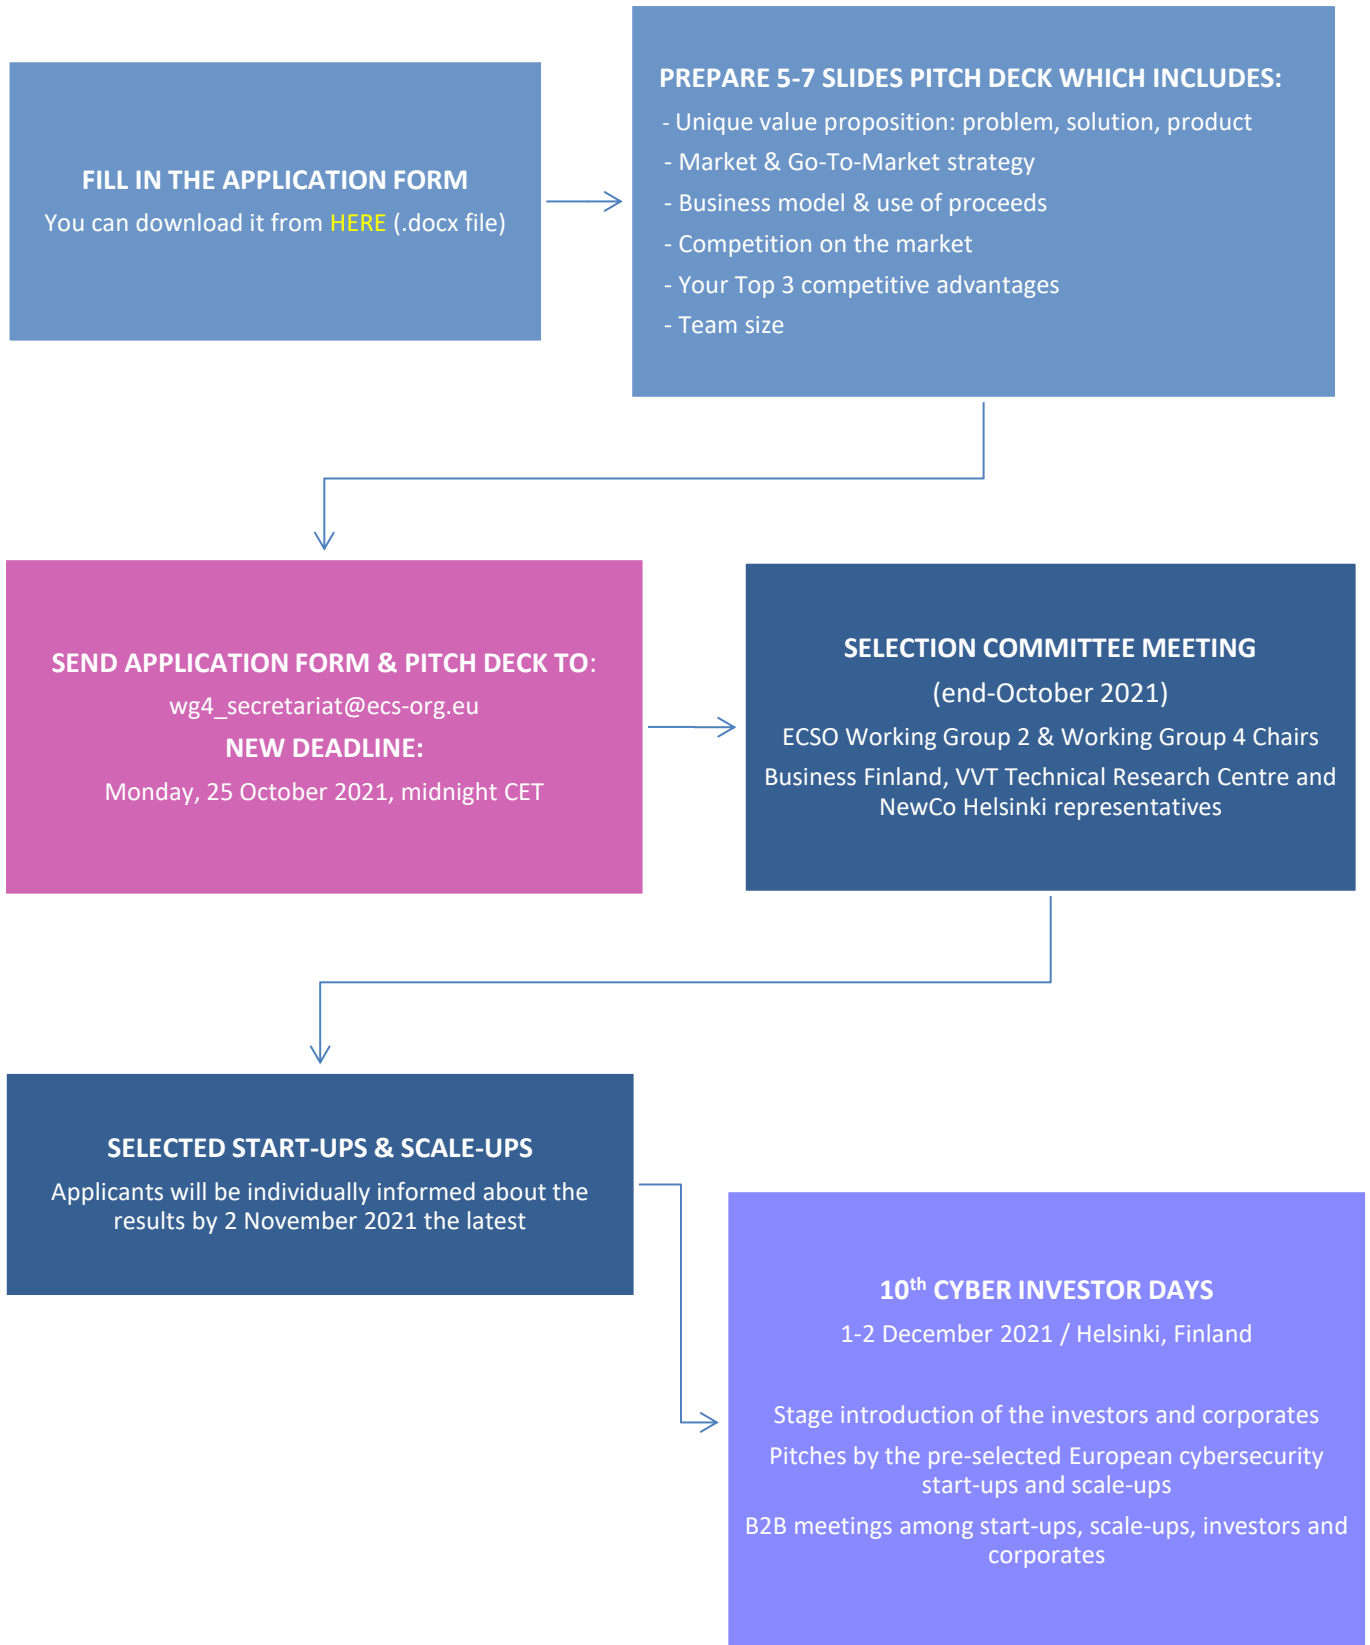 FILL IN THE APPLICATION FORM
You can download it from HERE (.docx file)
PREPARE 5-7 SLIDES PITCH DECK WHICH INCLUDES:
- Unique value proposition: problem, solution, product
- Market & Go-To-Market strategy
- Business model & use of proceeds
- Competition on the market
- Your Top 3 competitive advantages
- Team size
SEND APPLICATION FORM & PITCH DECK TO:
wg4_secretariat@ecs-org.eu
NEW DEADLINE:
Monday, 25 October 2021, midnight CET
SELECTION COMMITTEE MEETING
(end-October 2021)
ECSO Working Group 2 & Working Group 4 Chairs
Business Finland, VVT Technical Research Centre and
NewCo Helsinki representatives
SELECTED START-UPS & SCALE-UPS
Applicants will be individually informed about the
results by 2 November 2021 the latest
10th CYBER INVESTOR DAYS
1-2 December 2021 / Helsinki, Finland
Stage introduction of the investors and corporates
Pitches by the pre-selected European cybersecurity
start-ups and scale-ups
B2B meetings among start-ups, scale-ups, investors and
corporates